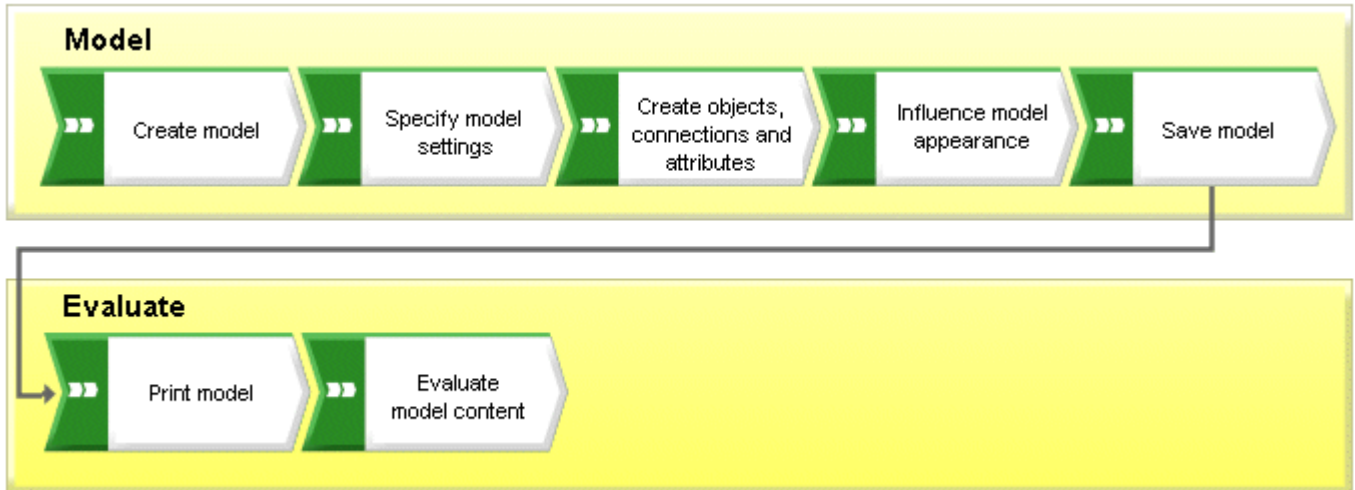 Model
Create model
Specify model
settings
Create objects,
connections and
attributes
Influence model
appearance
Save model
Evaluate
Print model
Evaluate
model content